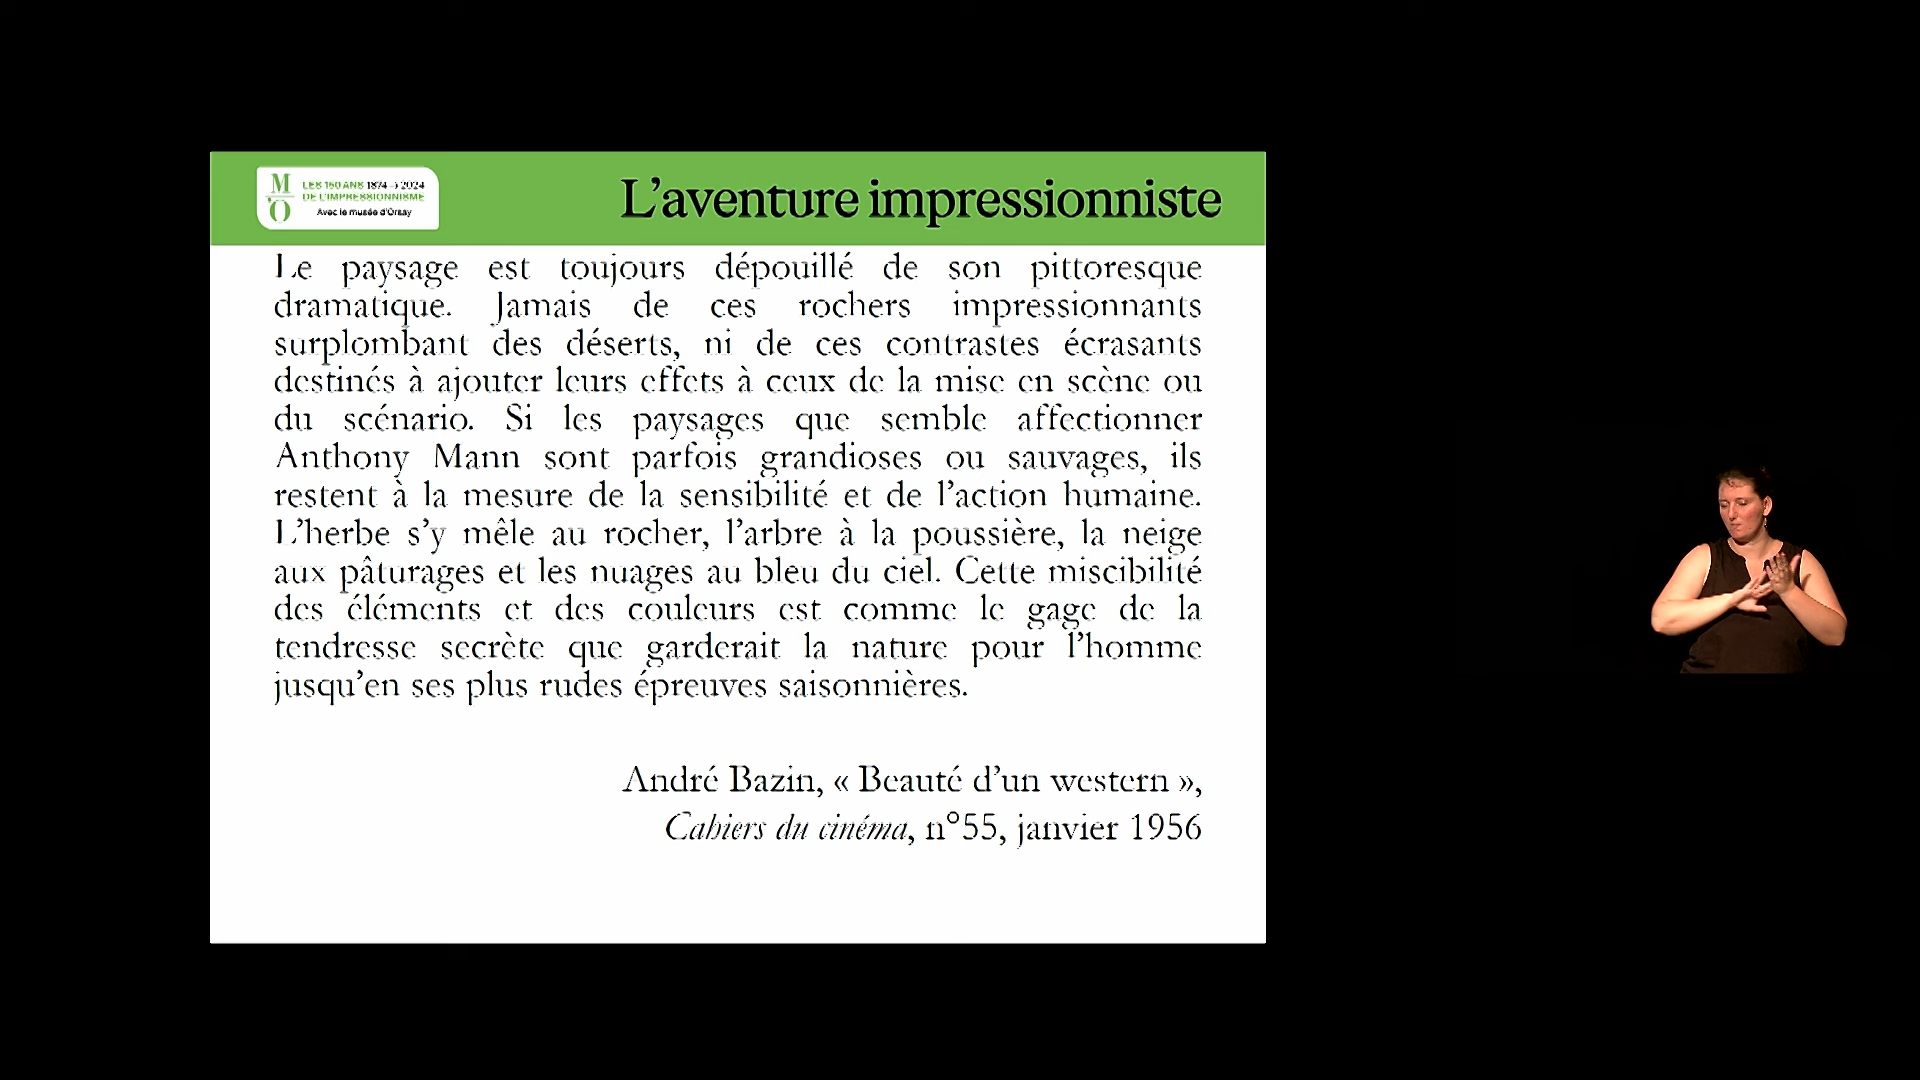 M
'O
LES 150 ANS 1874 → 2024
DE L'IMPRESSIONNISME
Avec le musée d'Orsay
L'aventure impressionniste
Le paysage est toujours dépouillé de son pittoresque
dramatique. Jamais de ces rochers impressionnants
surplombant des déserts, ni de ces contrastes écrasants
destinés à ajouter leurs effets à ceux de la mise en scène ou
du scénario. Si les paysages que semble affectionner
Anthony Mann sont parfois grandioses ou sauvages, ils
restent à la mesure de la sensibilité et de l'action humaine.
L'herbe s'y mêle au rocher, l'arbre à la poussière, la neige
aux pâturages et les nuages au bleu du ciel. Cette miscibilité
des éléments et des couleurs est comme le gage de la
tendresse secrète que garderait la nature pour l'homme
jusqu'en ses plus rudes épreuves saisonnières.
André Bazin, « Beauté d'un western »,
Cahiers du cinéma, n°55, janvier 1956